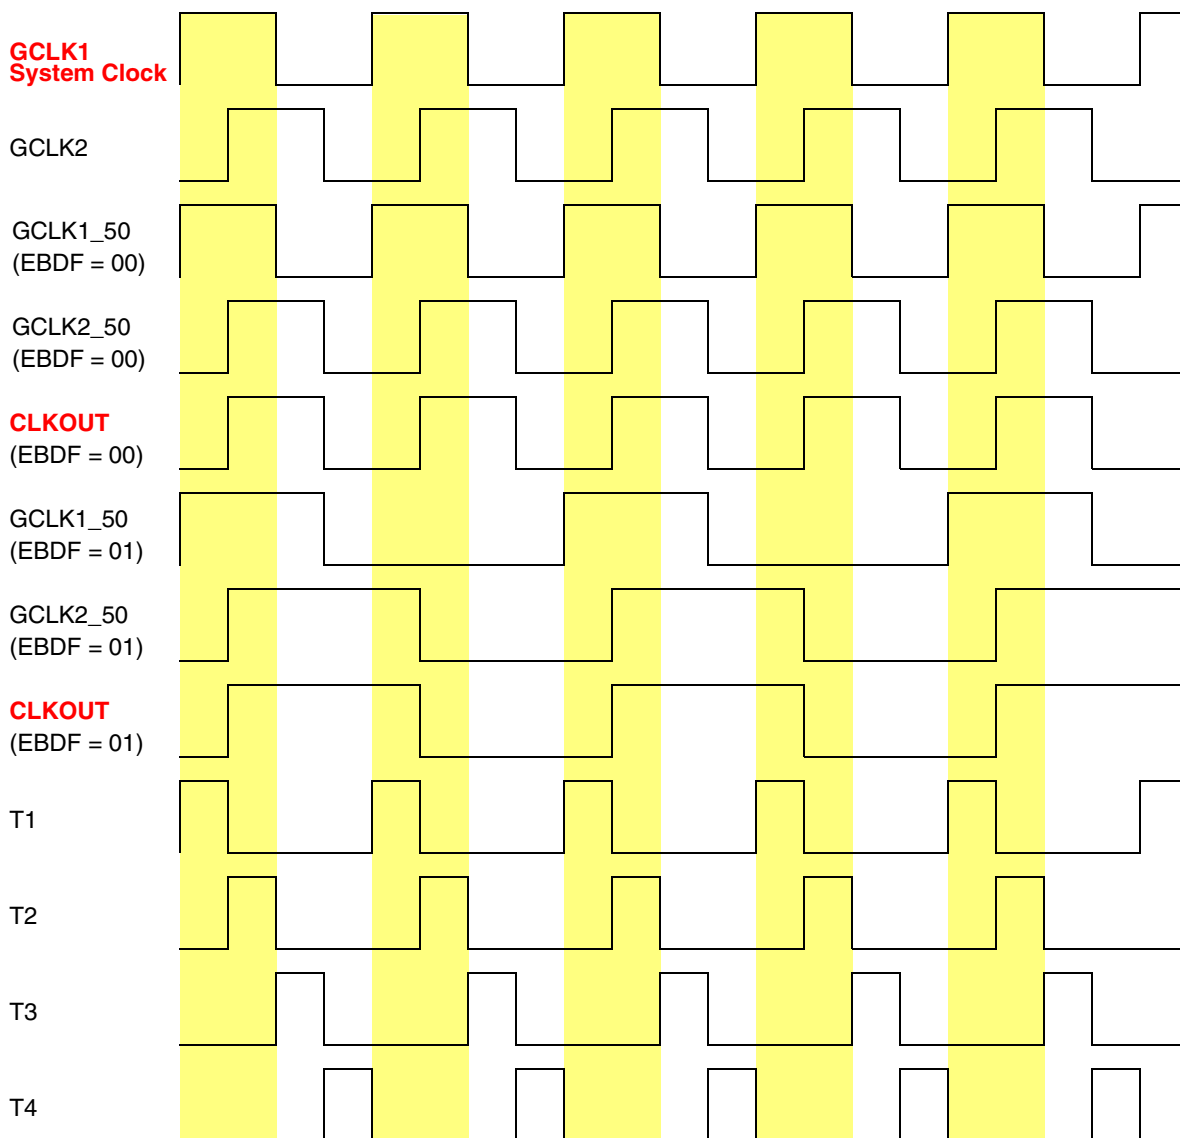 GCLK1
System Clock
GCLK2
GCLK1_50
(EBDF = 00)
GCLK2_50
(EBDF = 00)
CLKOUT
(EBDF = 00)
GCLK1_50
(EBDF = 01)
GCLK2_50
(EBDF = 01)
CLKOUT
(EBDF = 01)
T1
T2
T3
T4